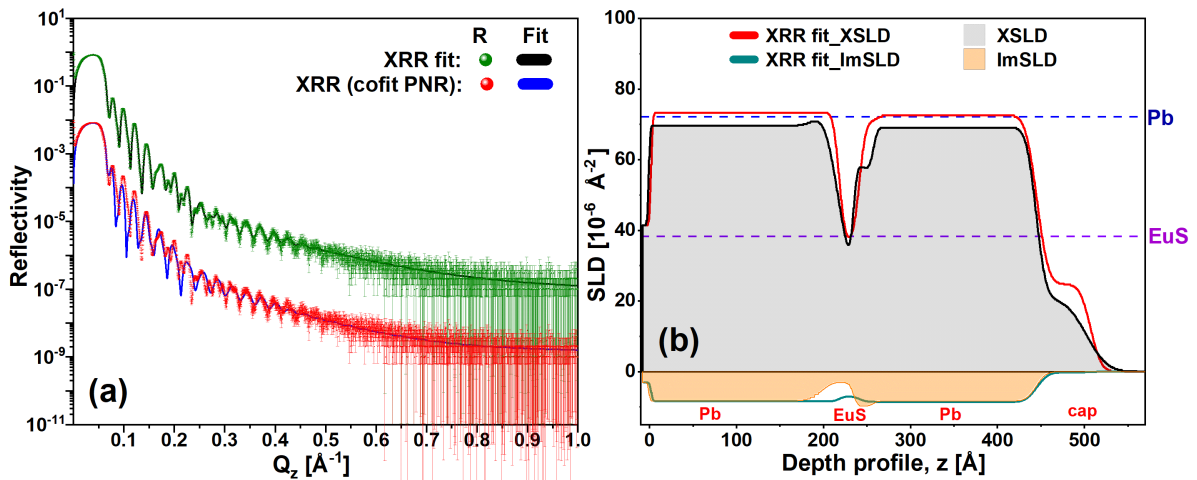 R Fit
XRR fit:
XRR (cofit PNR):
Reflectivity
10¹
10⁻¹
10⁻³
10⁻⁵
10⁻⁷
10⁻⁹
10⁻¹¹
(a)
0.1 0.2 0.3 0.4 0.5 0.6 0.7 0.8 0.9 1.0
Q_z [Å⁻¹]
XRR fit_XSLD XSLD
XRR fit_ImSLD ImSLD
SLD [10⁻⁶ Å⁻²]
100
80
60
40
20
0
Pb
EuS
(b)
Pb EuS Pb cap
0 100 200 300 400 500
Depth profile, z [Å]